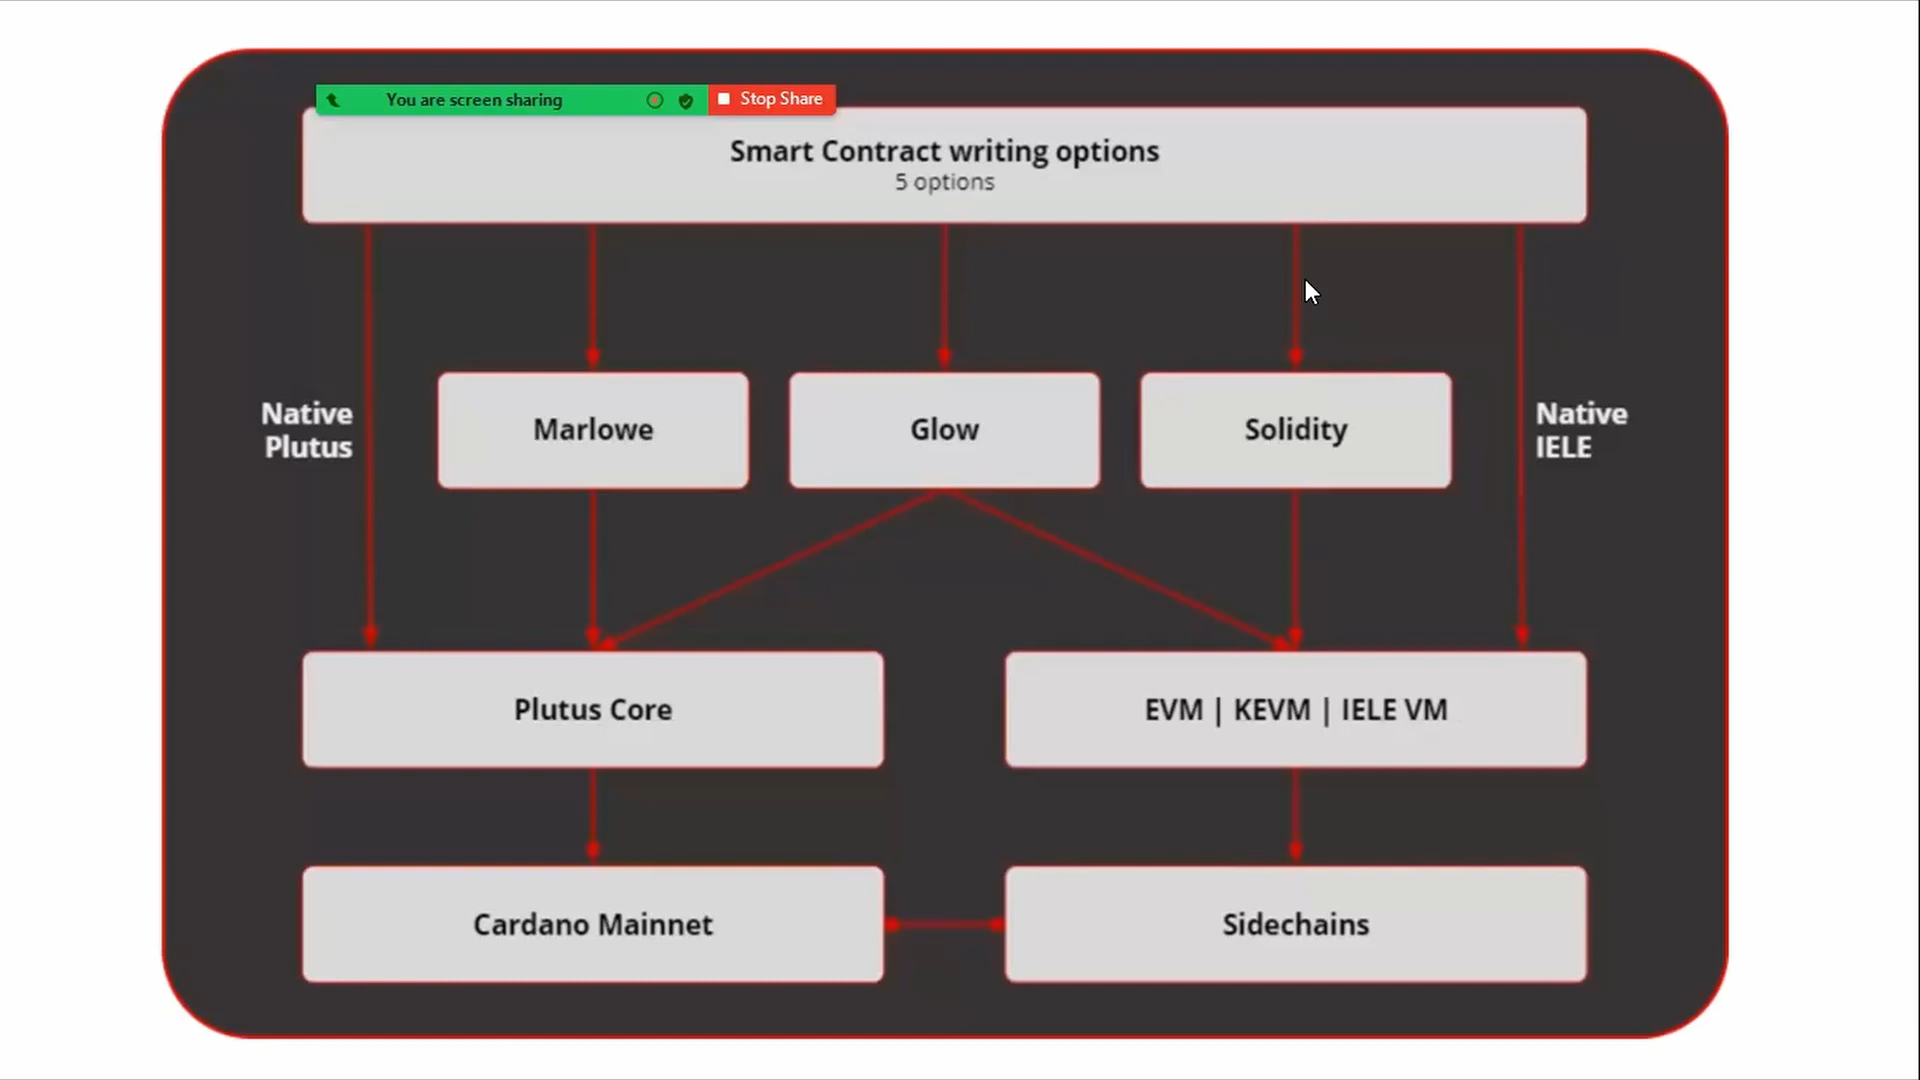 You are screen sharing
Stop Share
Smart Contract writing options
5 options
Native
Plutus
Marlowe
Glow
Solidity
Native
IELE
Plutus Core
EVM | KEVM | IELE VM
Cardano Mainnet
Sidechains